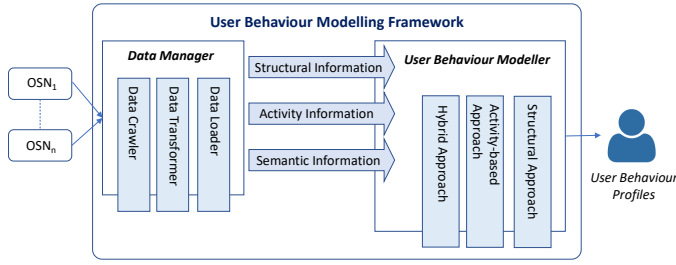 User Behaviour Modelling Framework
OSN1
OSNn
Data Manager
Data Crawler
Data Transformer
Data Loader
Structural Information
Activity Information
Semantic Information
User Behaviour Modeller
Hybrid Approach
Activity-based
Approach
Structural Approach
User Behaviour
Profiles